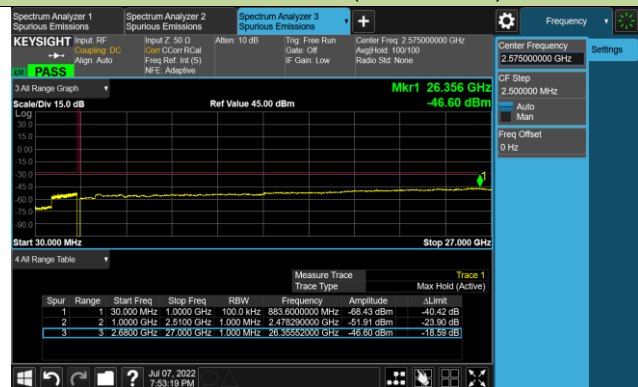 Spectrum Analyzer 1
Spurious Emissions
Spectrum Analyzer 2
Spurious Emissions
Spectrum Analyzer 3
Spurious Emissions
Frequency
KEYSIGHT
Input: RF
Coupling: DC
Align: Auto
Input Z: 50 Ω
Corr CCorr RCal
Freq Ref: Int (S)
NFE: Adaptive
Atten: 10 dB
Trig: Free Run
Gate: Off
IF Gain: Low
Center Freq: 2.575000000 GHz
Avg|Hold: 100/100
Radio Std: None
PASS
Center Frequency
2.575000000 GHz
Settings
CF Step
2.500000 MHz
Auto
Man
Freq Offset
0 Hz
3 All Range Graph
Mkr1 26.356 GHz
-46.60 dBm
Scale/Div 15.0 dB
Ref Value 45.00 dBm
Log
30.0
15.0
0.00
-15.0
-30.0
-45.0
-60.0
-75.0
-90.0
1
Start 30.000 MHz
Stop 27.000 GHz
4 All Range Table
Measure Trace Trace 1
Trace Type Max Hold (Active)
Spur Range Start Freq Stop Freq RBW Frequency Amplitude ΔLimit
1 1 30.000 MHz 1.0000 GHz 100.0 kHz 883.6000000 MHz -68.43 dBm -40.42 dB
2 2 1.0000 GHz 2.5100 GHz 1.000 MHz 2.478290000 GHz -51.91 dBm -23.90 dB
3 3 2.6800 GHz 27.000 GHz 1.000 MHz 26.35552000 GHz -46.60 dBm -18.59 dB
Jul 07, 2022
7:53:19 PM